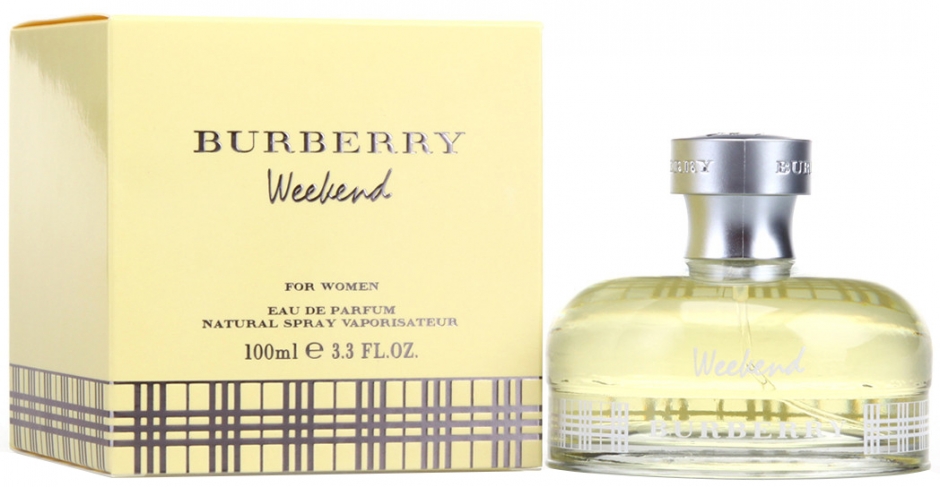 BURBERRY
Weekend
FOR WOMEN
EAU DE PARFUM
NATURAL SPRAY VAPORISATEUR
100ml ℮ 3.3 FL.OZ.
Weekend
BURBERRY